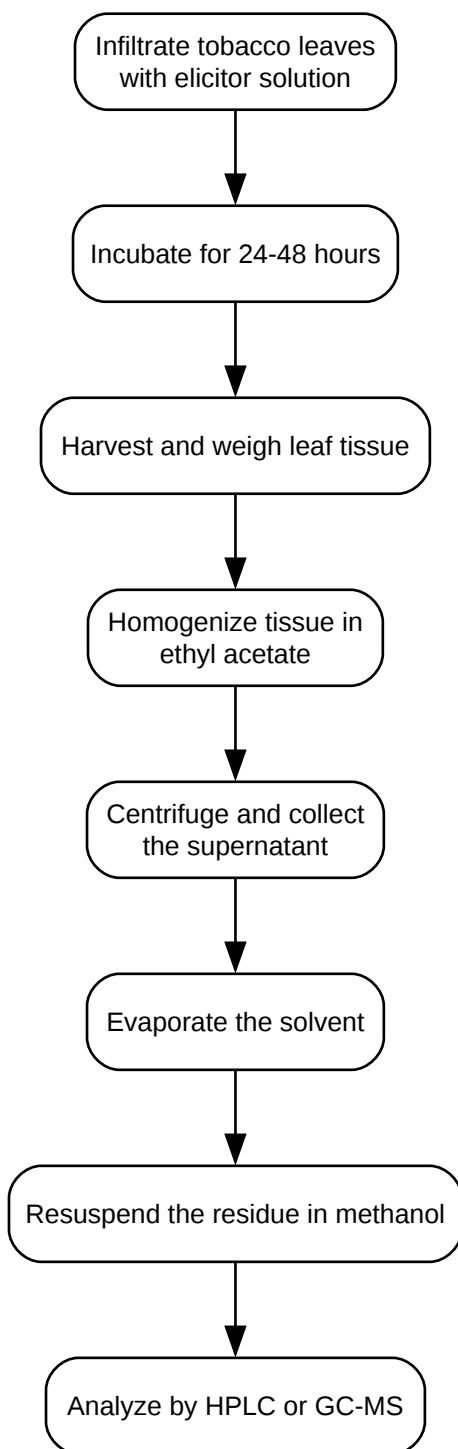 Infiltrate tobacco leaves
with elicitor solution
Incubate for 24-48 hours
Harvest and weigh leaf tissue
Homogenize tissue in
ethyl acetate
Centrifuge and collect
the supernatant
Evaporate the solvent
Resuspend the residue in methanol
Analyze by HPLC or GC-MS